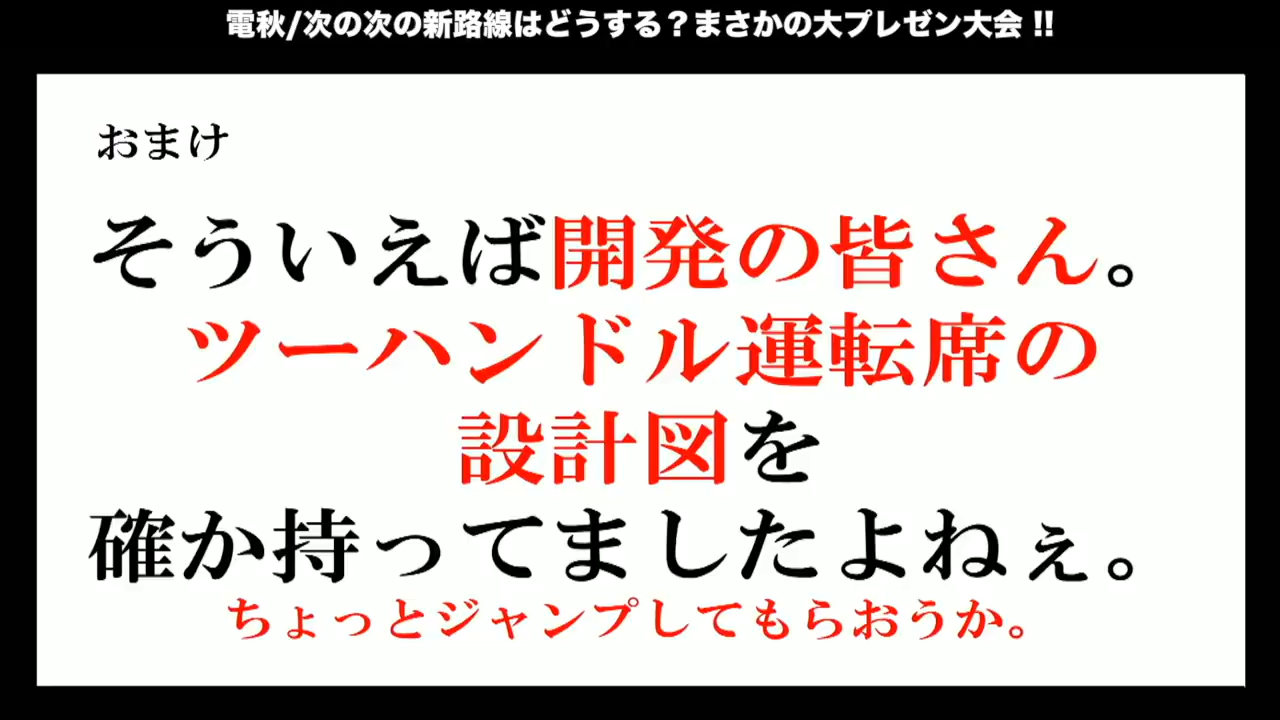 電秋/次の次の新路線はどうする？まさかの大プレゼン大会 !!
おまけ
そういえば開発の皆さん。
ツーハンドル運転席の
設計図を
確か持ってましたよねぇ。
ちょっとジャンプしてもらおうか。